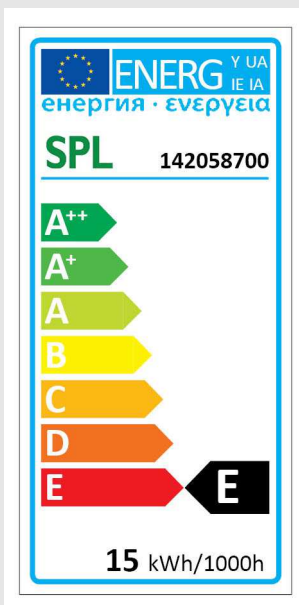 ENERG Y UA
IE IA
енергия · ενεργεια
SPL 142058700
A++
A+
A
B
C
D
E E
15 kWh/1000h